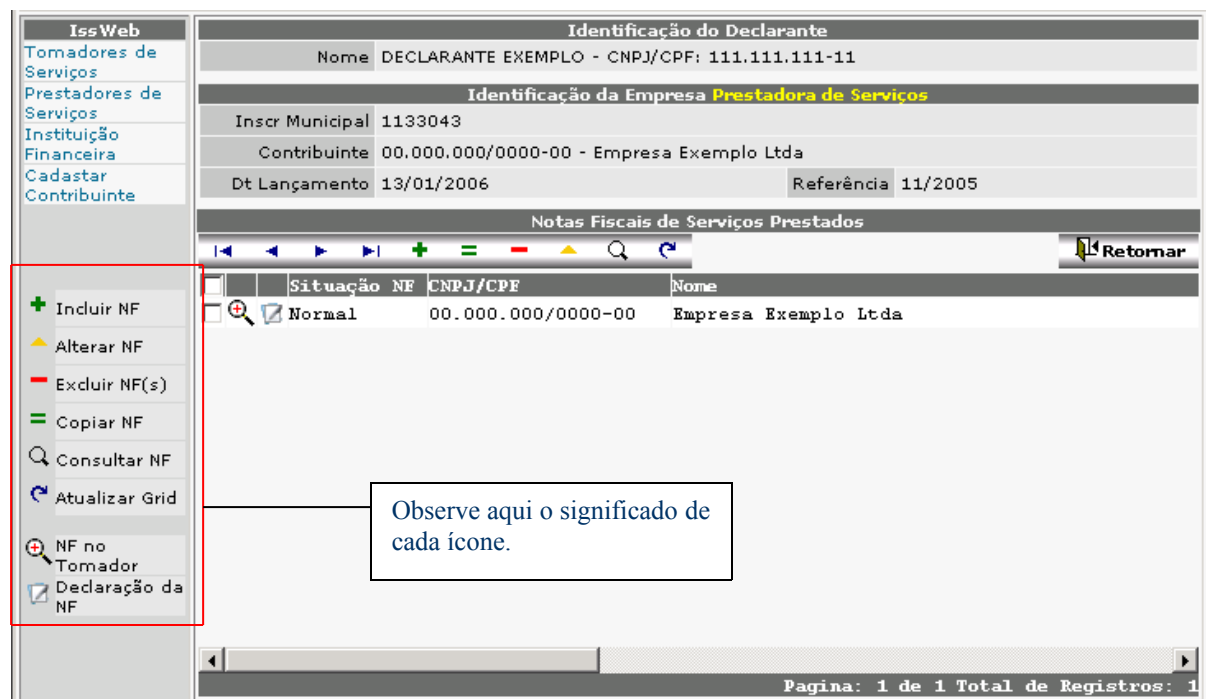 IssWeb
Tomadores de
Serviços
Prestadores de
Serviços
Instituição
Financeira
Cadastar
Contribuinte
Incluir NF
Alterar NF
Excluir NF(s)
Copiar NF
Consultar NF
Atualizar Grid
NF no
Tomador
Declaração da
NF
Identificação do Declarante
Nome DECLARANTE EXEMPLO - CNPJ/CPF: 111.111.111-11
Identificação da Empresa Prestadora de Serviços
Inscr Municipal 1133043
Contribuinte 00.000.000/0000-00 - Empresa Exemplo Ltda
Dt Lançamento 13/01/2006 Referência 11/2005
Notas Fiscais de Serviços Prestados
Retornar
Situação NF CNPJ/CPF Nome
Normal 00.000.000/0000-00 Empresa Exemplo Ltda
Observe aqui o significado de
cada ícone.
Pagina: 1 de 1 Total de Registros: 1